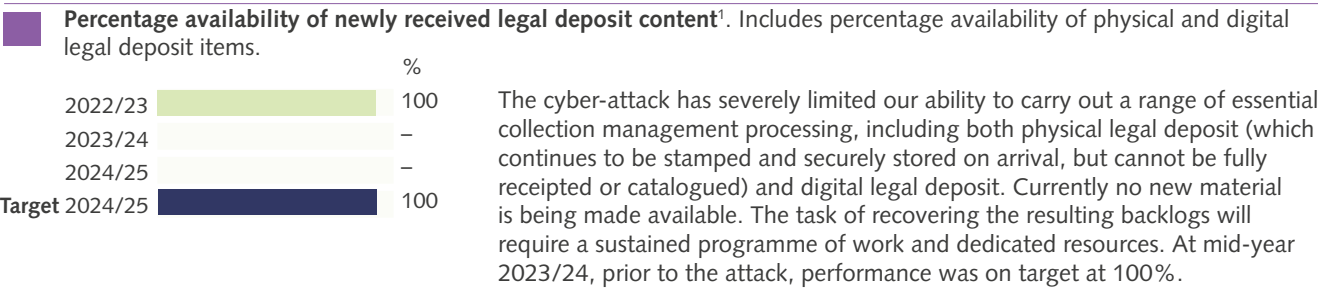 Percentage availability of newly received legal deposit content¹. Includes percentage availability of physical and digital
legal deposit items.
%
2022/23 100
2023/24 –
2024/25 –
Target 2024/25 100
The cyber-attack has severely limited our ability to carry out a range of essential
collection management processing, including both physical legal deposit (which
continues to be stamped and securely stored on arrival, but cannot be fully
receipted or catalogued) and digital legal deposit. Currently no new material
is being made available. The task of recovering the resulting backlogs will
require a sustained programme of work and dedicated resources. At mid-year
2023/24, prior to the attack, performance was on target at 100%.